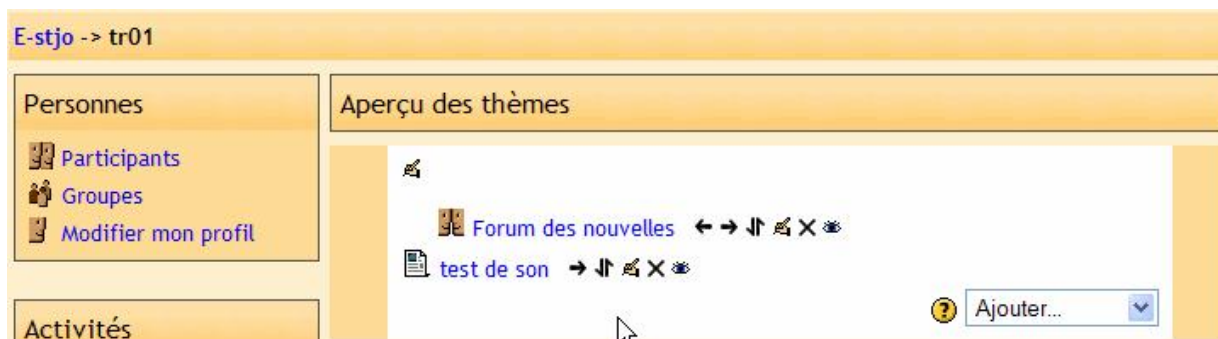 E-stjo -> tr01
Personnes
Participants
Groupes
Modifier mon profil
Activités
Aperçu des thèmes
Forum des nouvelles
test de son
Ajouter...